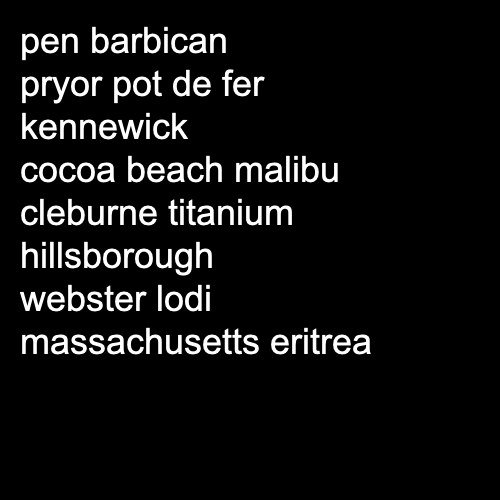 pen barbican
pryor pot de fer
kennewick
cocoa beach malibu
cleburne titanium
hillsborough
webster lodi
massachusetts eritrea